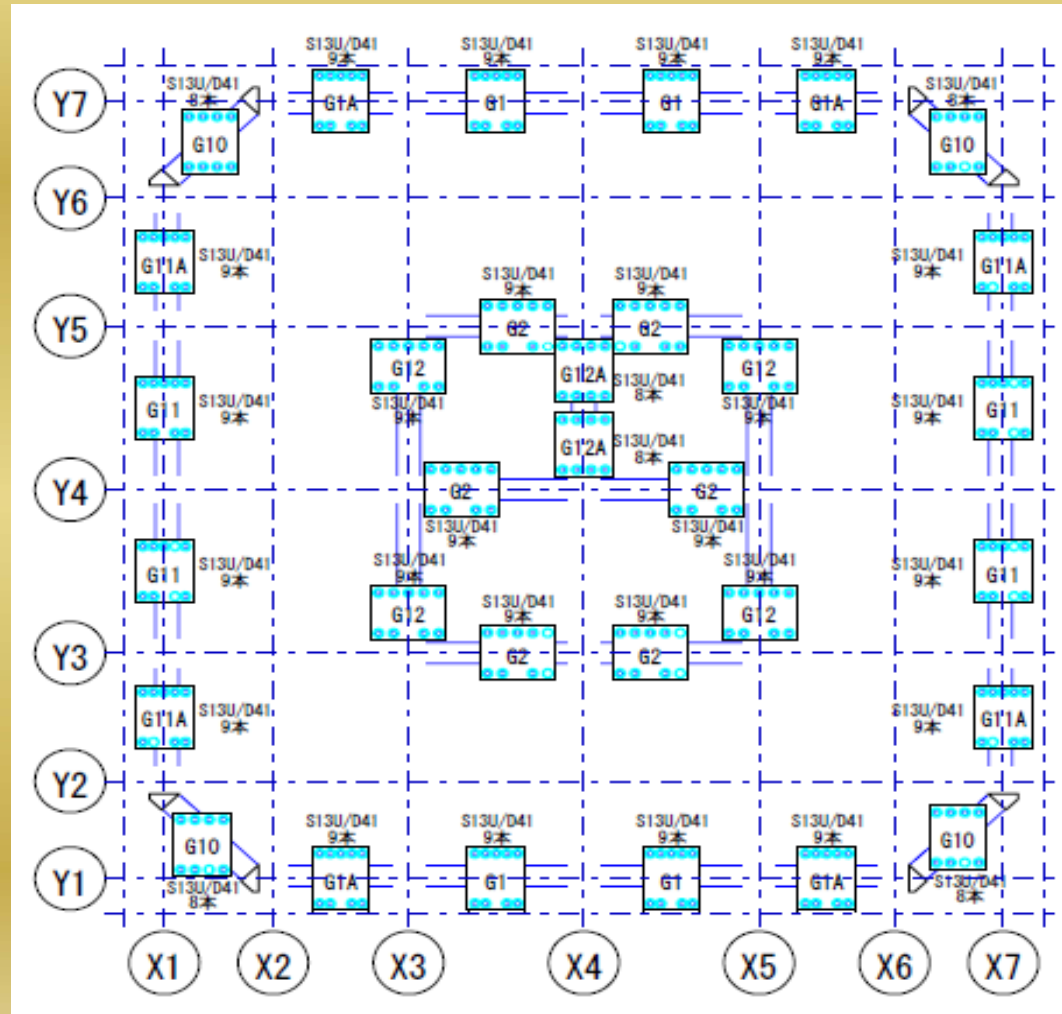 S13U/D41
9本
S13U/D41
9本
S13U/D41
9本
S13U/D41
9本
Y7
S13U/D41
8本
G10
G1A
G1
G1
G1A
S13U/D41
8本
G10
Y6
G11A
S13U/D41
9本
S13U/D41
9本
G11A
S13U/D41
9本
S13U/D41
9本
Y5
G2
G2
G12
S13U/D41
9本
G12A
S13U/D41
8本
G12
S13U/D41
9本
G11
S13U/D41
9本
S13U/D41
9本
G11
G12A
S13U/D41
8本
Y4
G2
S13U/D41
9本
G2
S13U/D41
9本
G11
S13U/D41
9本
S13U/D41
9本
G12
S13U/D41
9本
G12
S13U/D41
9本
G11
S13U/D41
9本
S13U/D41
9本
Y3
G2
G2
G11A
S13U/D41
9本
S13U/D41
9本
G11A
Y2
S13U/D41
9本
S13U/D41
9本
S13U/D41
9本
S13U/D41
9本
G10
S13U/D41
8本
G10
S13U/D41
8本
Y1
G1A
G1
G1
G1A
X1
X2
X3
X4
X5
X6
X7